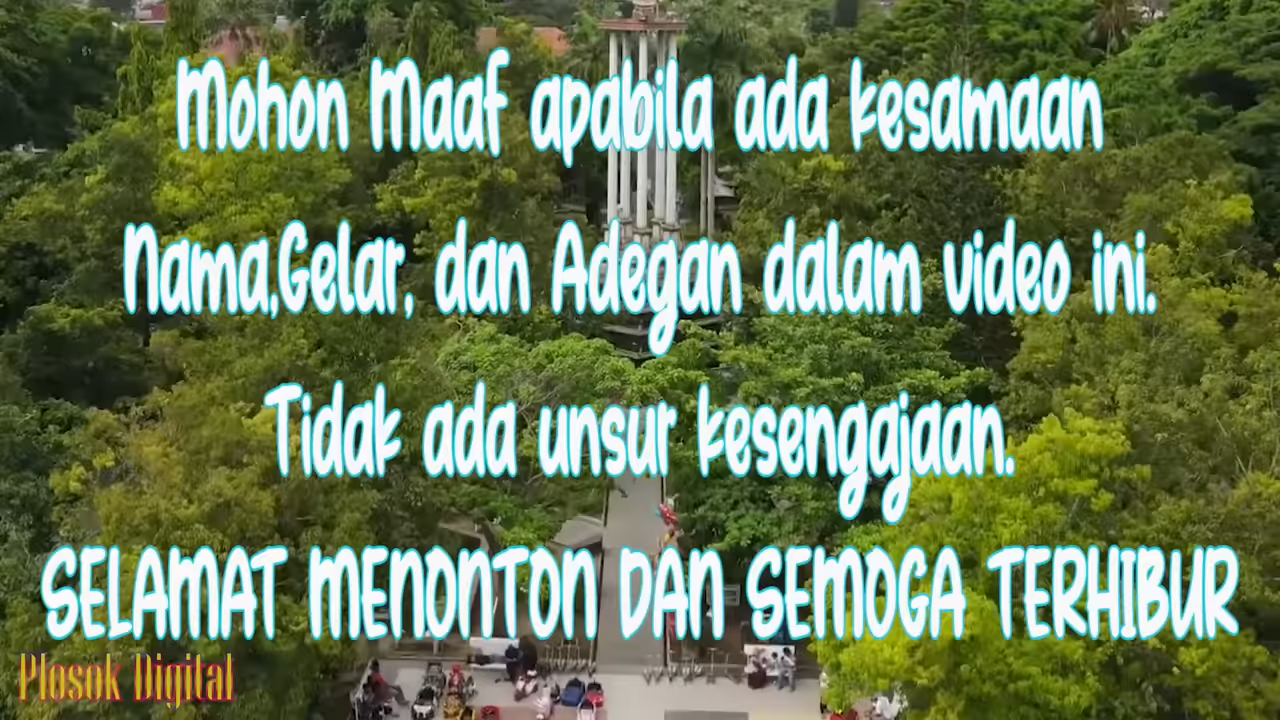 Mohon Maaf apabila ada kesamaan
Nama,Gelar, dan Adegan dalam video ini.
Tidak ada unsur kesenggjaan.
SELAMAT MENONTON DAN SEMOGA TERHIBUR
Plosok Digital